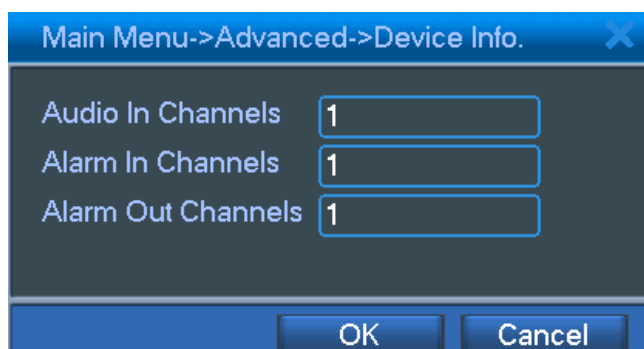 Main Menu->Advanced->Device Info.
Audio In Channels 1
Alarm In Channels 1
Alarm Out Channels 1
OK Cancel